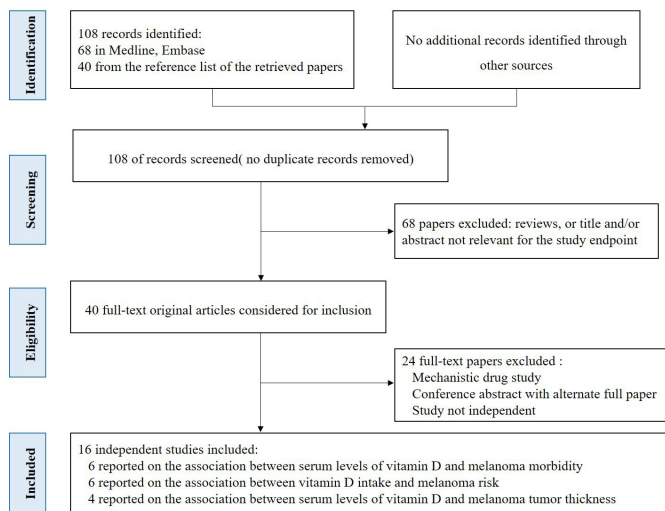 Identification
108 records identified:
68 in Medline, Embase
40 from the reference list of the retrieved papers
No additional records identified through
other sources
Screening
108 of records screened( no duplicate records removed)
68 papers excluded: reviews, or title and/or
abstract not relevant for the study endpoint
Eligibility
40 full-text original articles considered for inclusion
24 full-text papers excluded :
Mechanistic drug study
Conference abstract with alternate full paper
Study not independent
Included
16 independent studies included:
6 reported on the association between serum levels of vitamin D and melanoma morbidity
6 reported on the association between vitamin D intake and melanoma risk
4 reported on the association between serum levels of vitamin D and melanoma tumor thickness